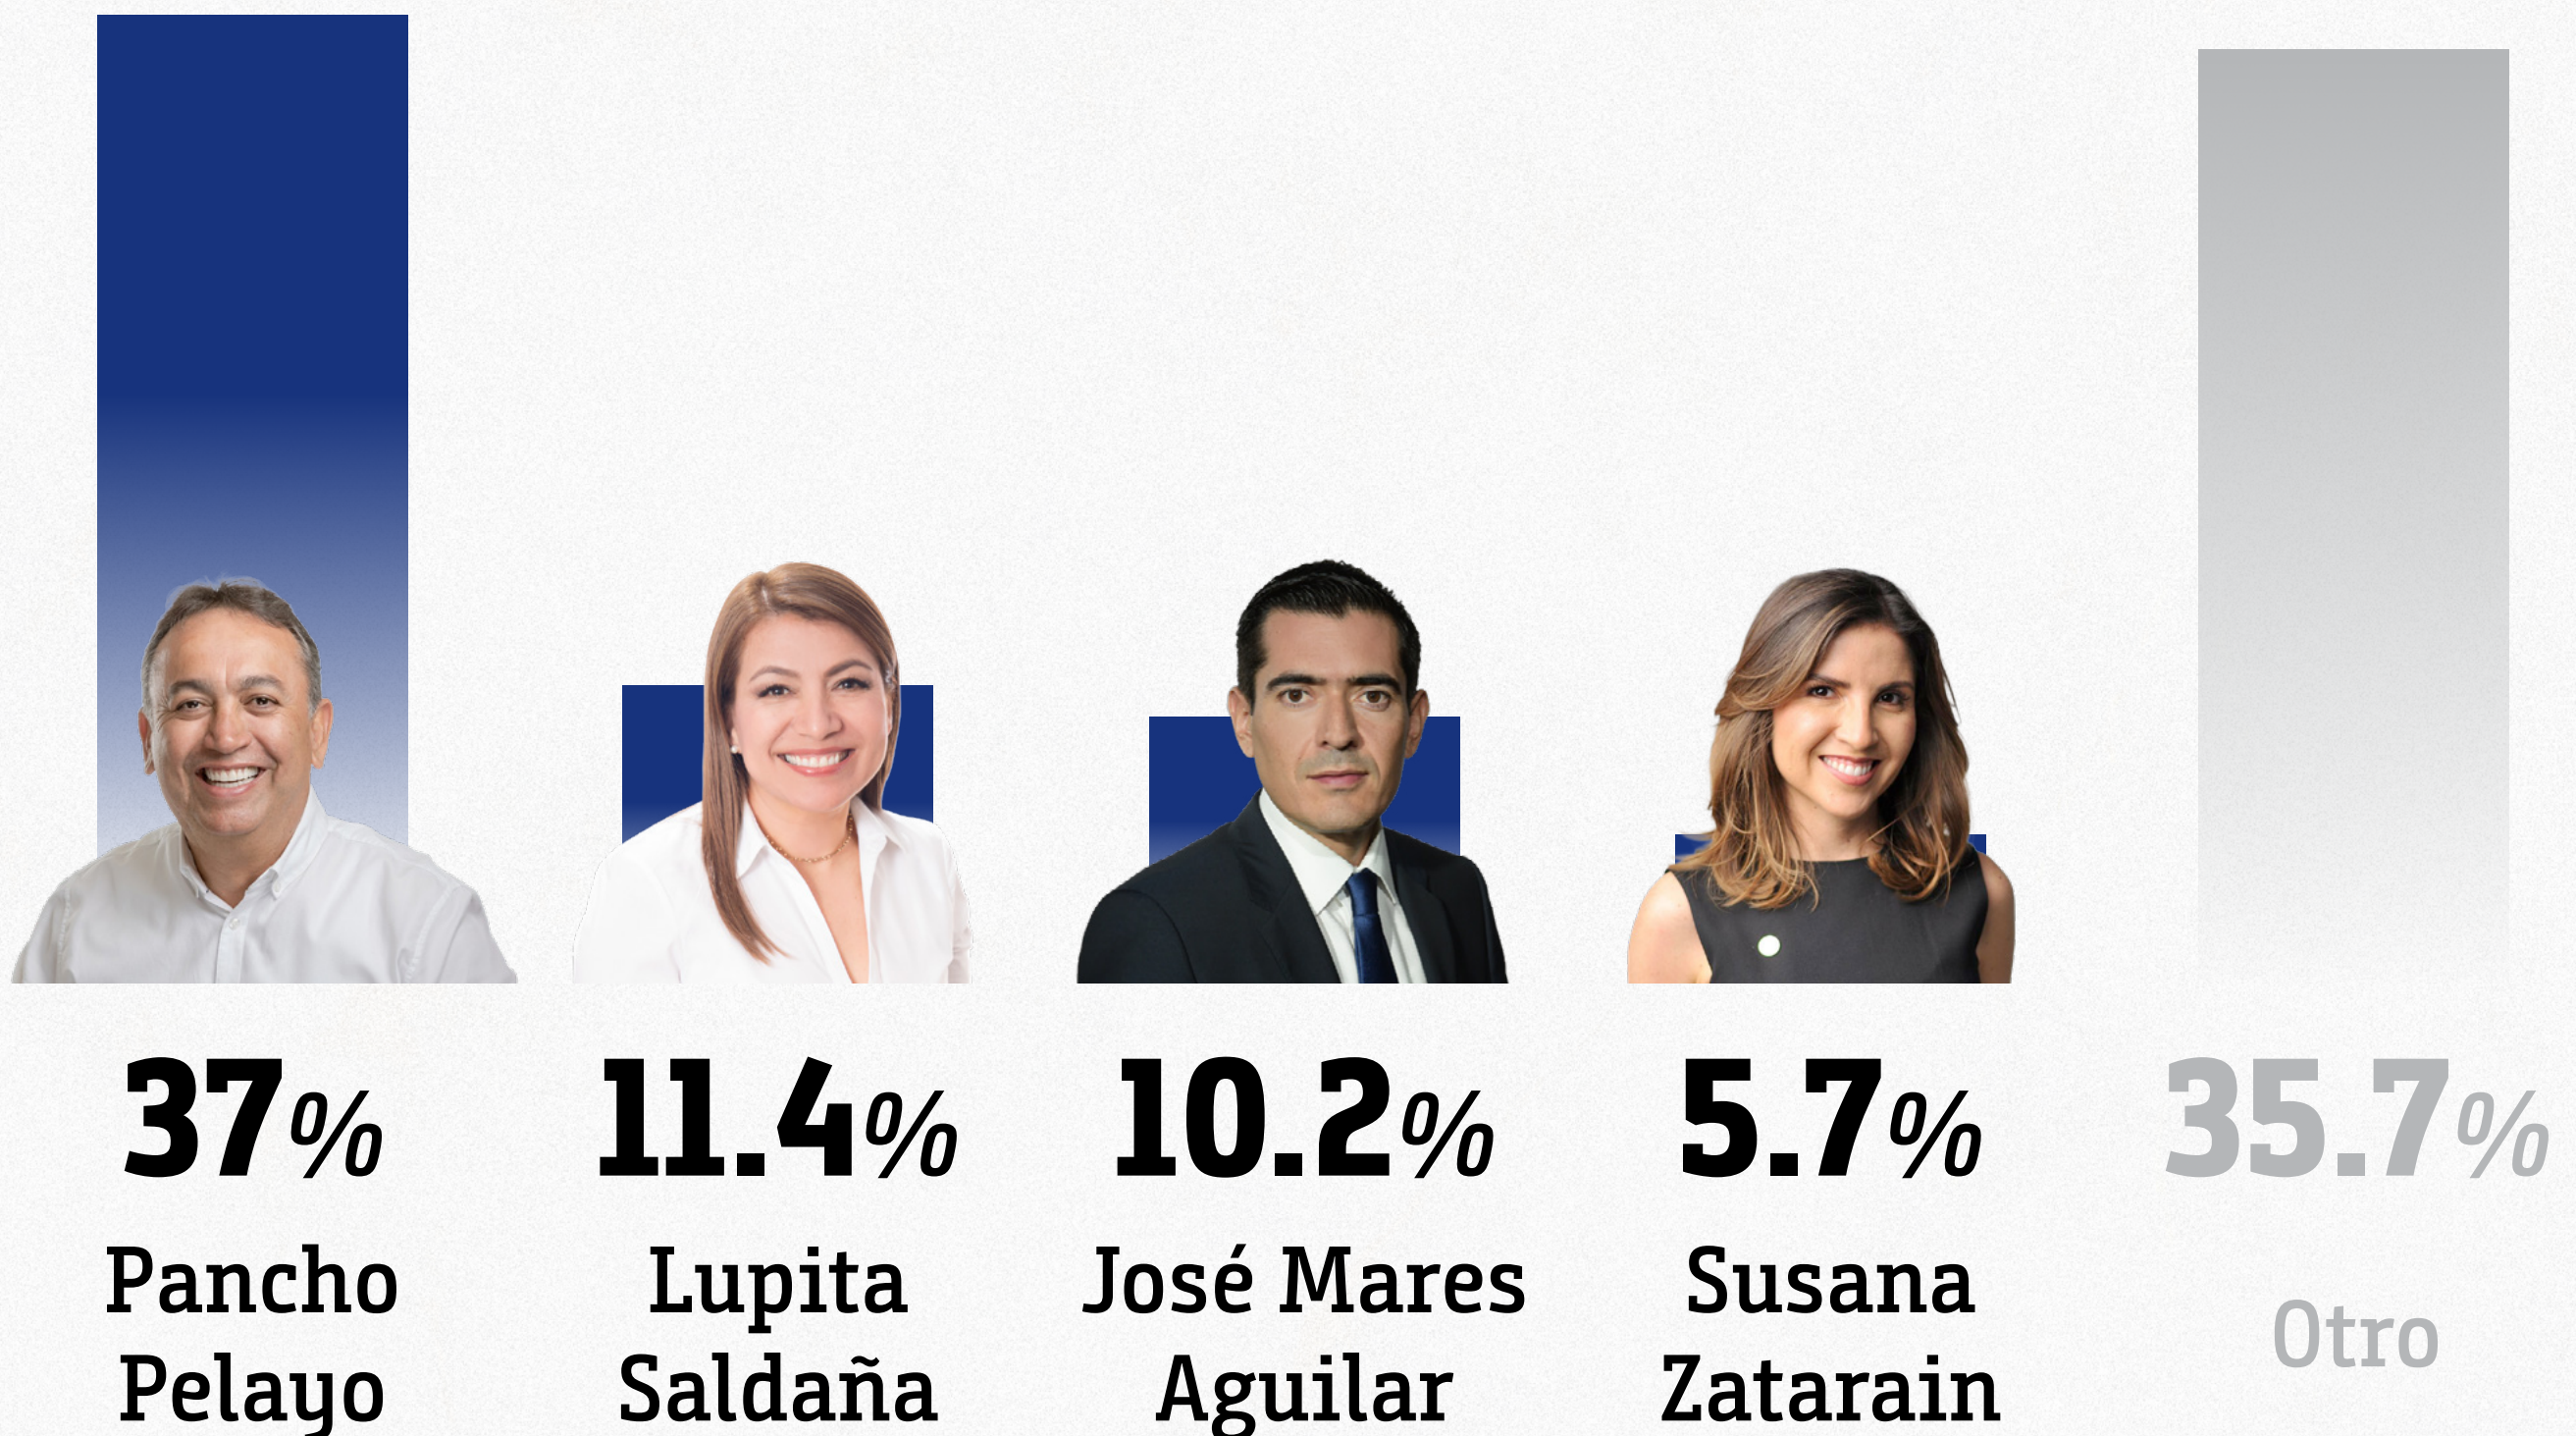 37% 11.4% 10.2% 5.7% 35.7%
Pancho Pelayo
Lupita Saldaña
José Mares Aguilar
Susana Zatarain
Otro